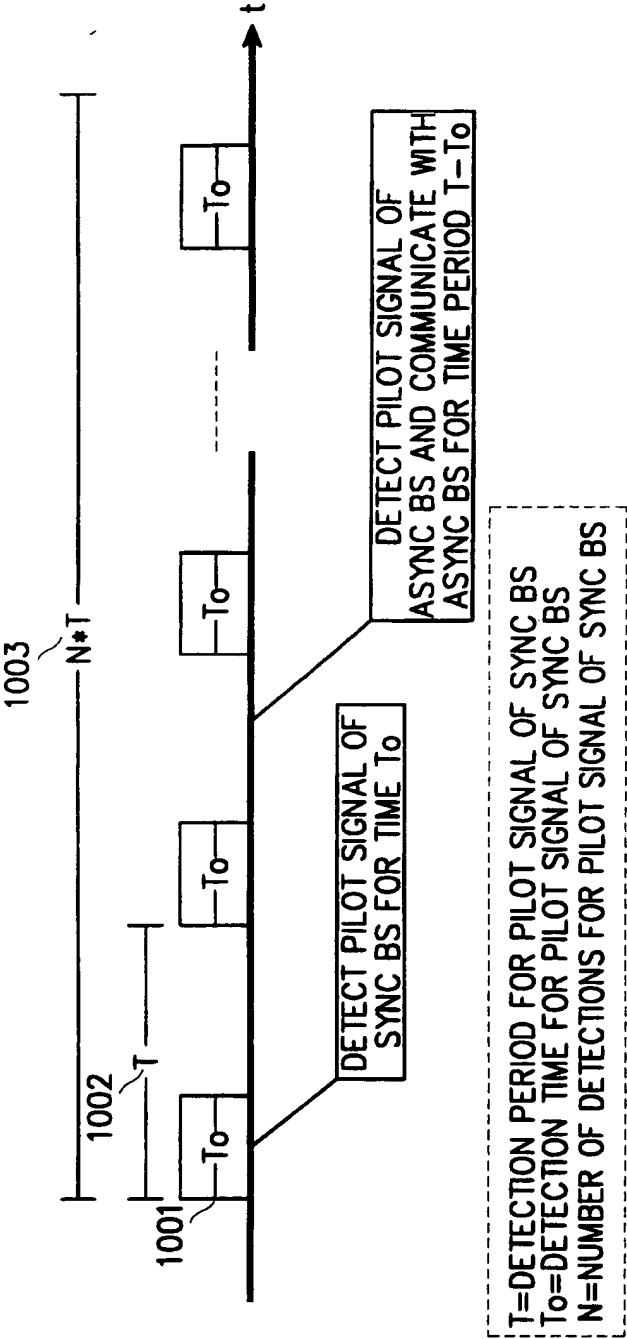 1003
N*T
1002
T
1001
To
To
To
To
t
DETECT PILOT SIGNAL OF
SYNC BS FOR TIME To
DETECT PILOT SIGNAL OF
ASYNC BS AND COMMUNICATE WITH
ASYNC BS FOR TIME PERIOD T-To
T=DETECTION PERIOD FOR PILOT SIGNAL OF SYNC BS
To=DETECTION TIME FOR PILOT SIGNAL OF SYNC BS
N=NUMBER OF DETECTIONS FOR PILOT SIGNAL OF SYNC BS